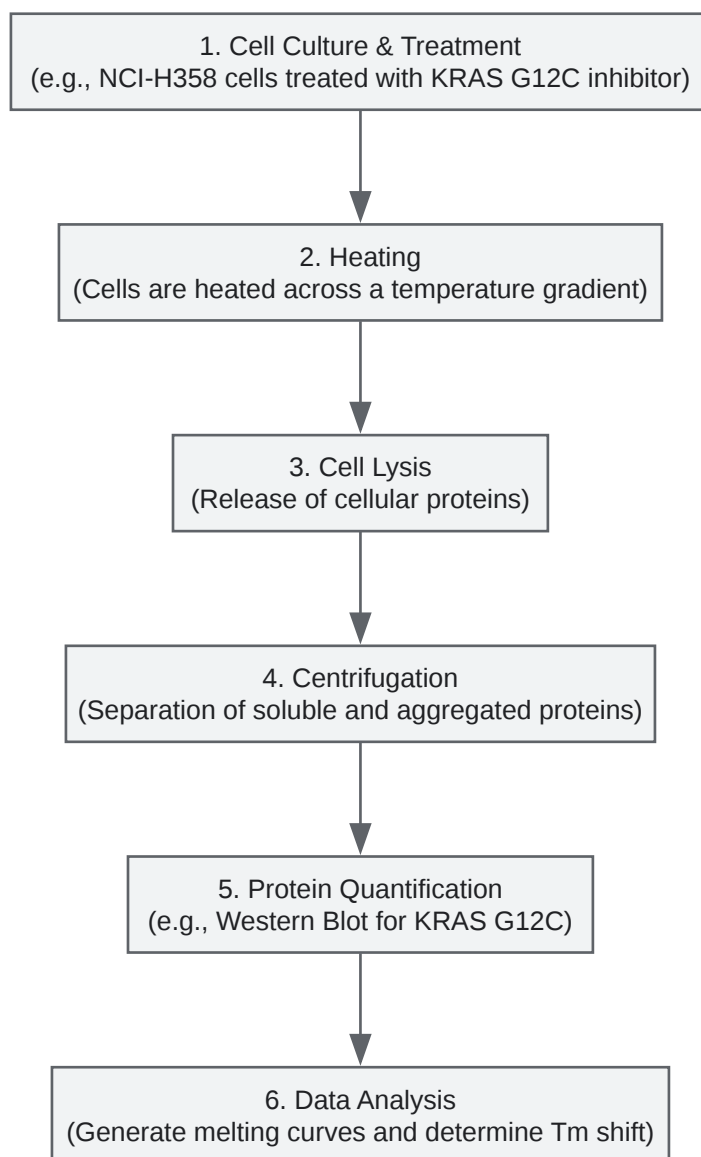 1. Cell Culture & Treatment
(e.g., NCI-H358 cells treated with KRAS G12C inhibitor)
2. Heating
(Cells are heated across a temperature gradient)
3. Cell Lysis
(Release of cellular proteins)
4. Centrifugation
(Separation of soluble and aggregated proteins)
5. Protein Quantification
(e.g., Western Blot for KRAS G12C)
6. Data Analysis
(Generate melting curves and determine Tm shift)